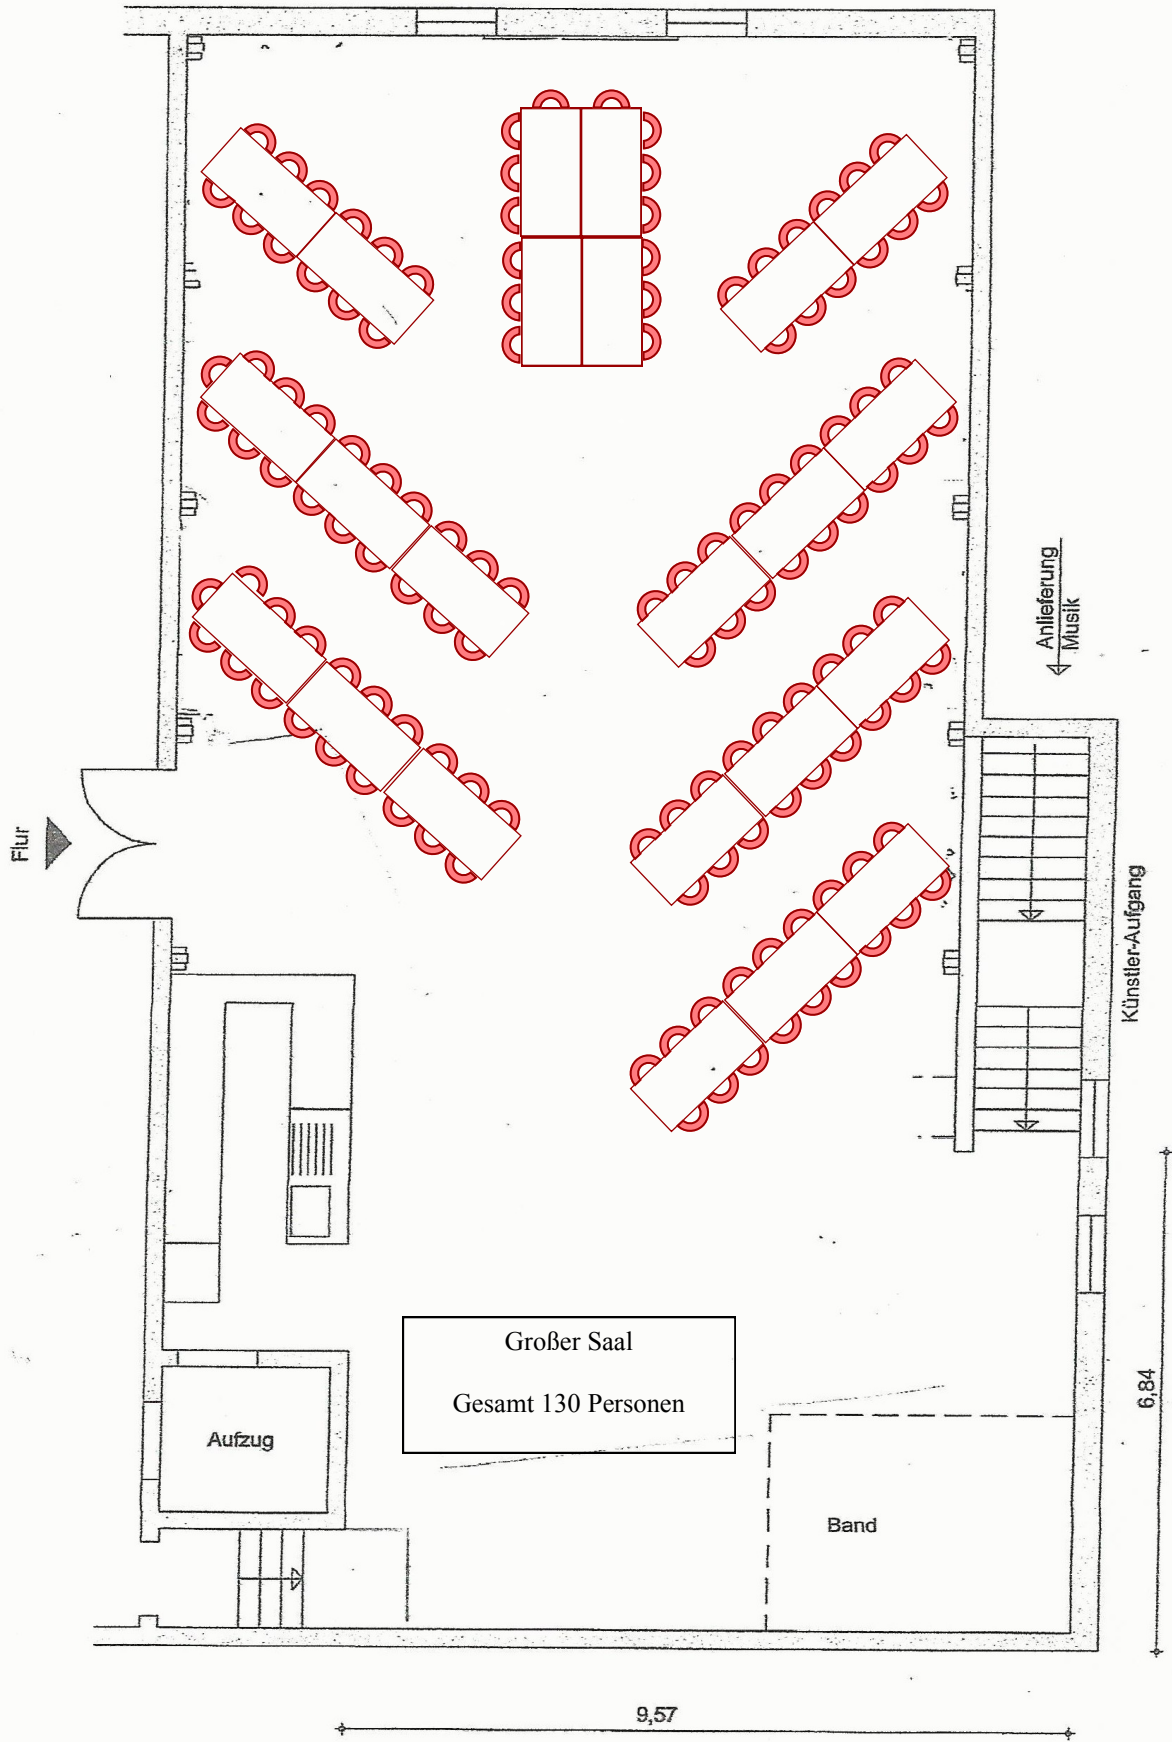 Anlieferung
Musik
Flur
Künstler-Aufgang
Großer Saal
Gesamt 130 Personen
6,84
Aufzug
Band
9,57